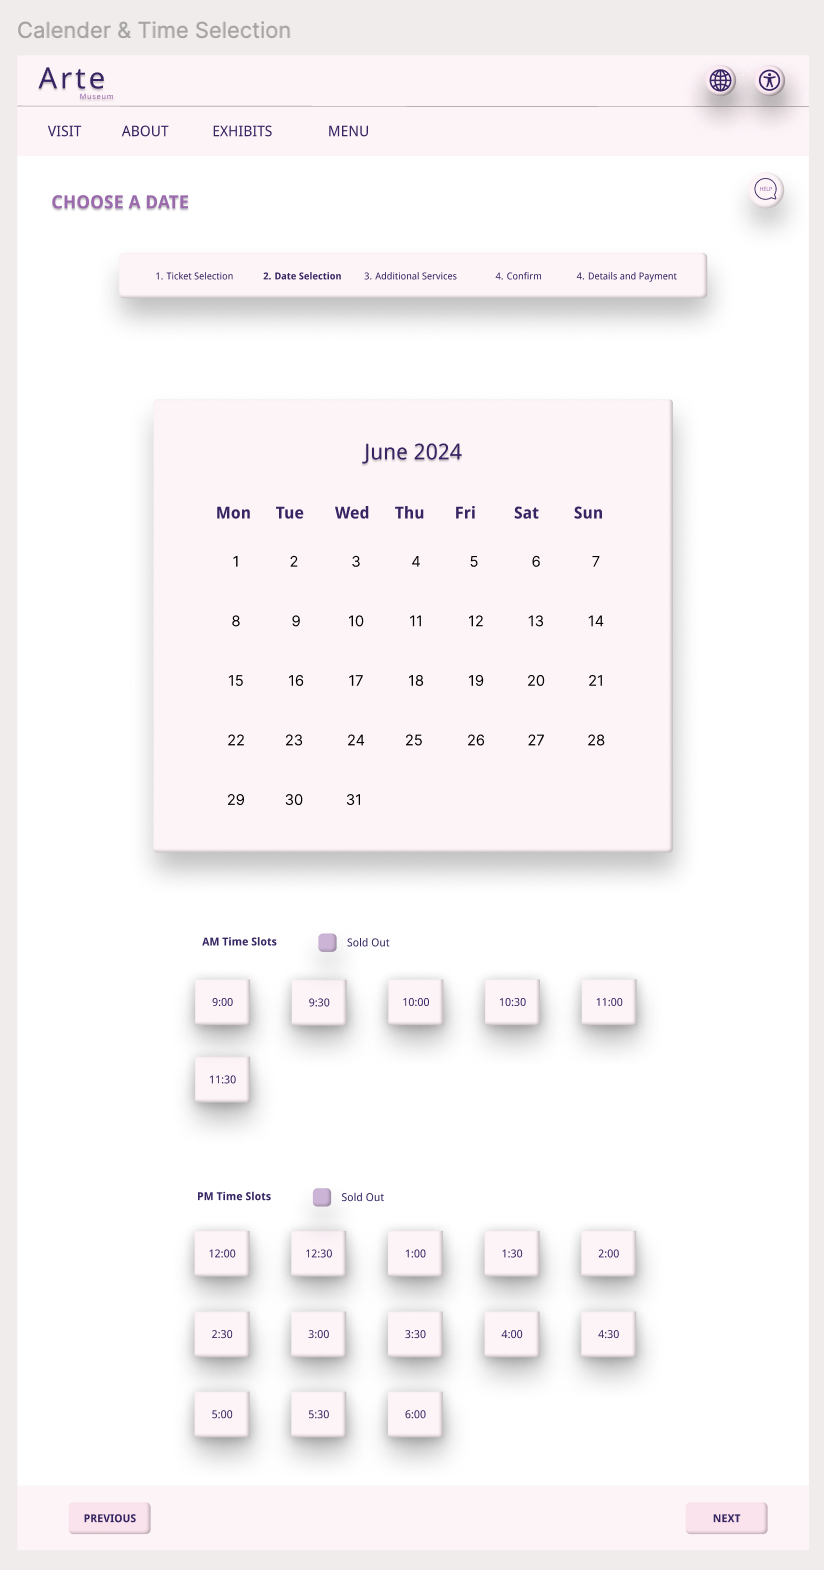 Calender & Time Selection
Arte
Museum
VISIT ABOUT EXHIBITS MENU
HELP
CHOOSE A DATE
1. Ticket Selection 2. Date Selection 3. Additional Services 4. Confirm 4. Details and Payment
June 2024
Mon Tue Wed Thu Fri Sat Sun
1 2 3 4 5 6 7
8 9 10 11 12 13 14
15 16 17 18 19 20 21
22 23 24 25 26 27 28
29 30 31
AM Time Slots Sold Out
9:00 9:30 10:00 10:30 11:00
11:30
PM Time Slots Sold Out
12:00 12:30 1:00 1:30 2:00
2:30 3:00 3:30 4:00 4:30
5:00 5:30 6:00
PREVIOUS NEXT